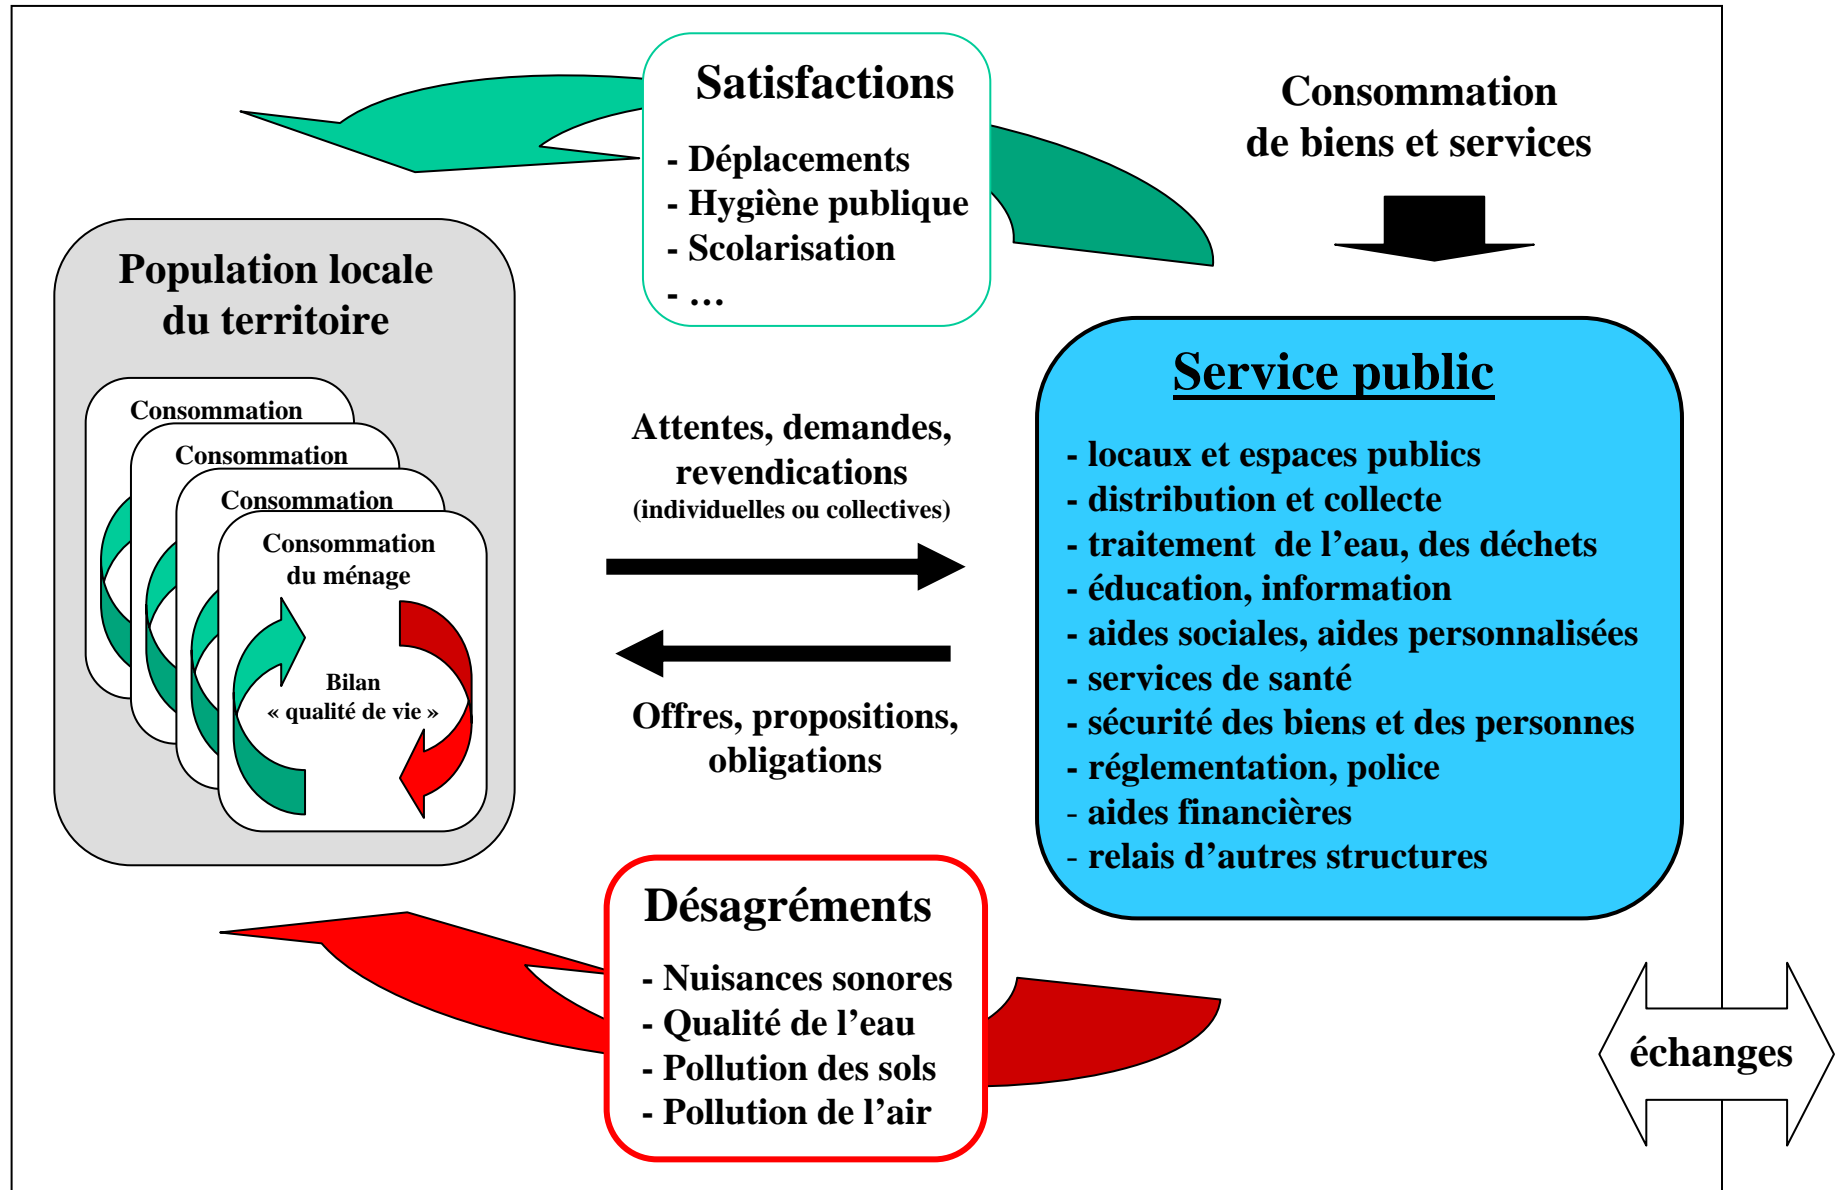 Satisfactions
- Déplacements
- Hygiène publique
- Scolarisation
- …
Consommation
de biens et services
Population locale
du territoire
Consommation
Consommation
Consommation
Consommation
du ménage
Bilan
« qualité de vie »
Attentes, demandes,
revendications
(individuelles ou collectives)
Offres, propositions,
obligations
Service public
- locaux et espaces publics
- distribution et collecte
- traitement  de l’eau, des déchets
- éducation, information
- aides sociales, aides personnalisées
- services de santé
- sécurité des biens et des personnes
- réglementation, police
- aides financières
- relais d’autres structures
Désagréments
- Nuisances sonores
- Qualité de l’eau
- Pollution des sols
- Pollution de l’air
échanges